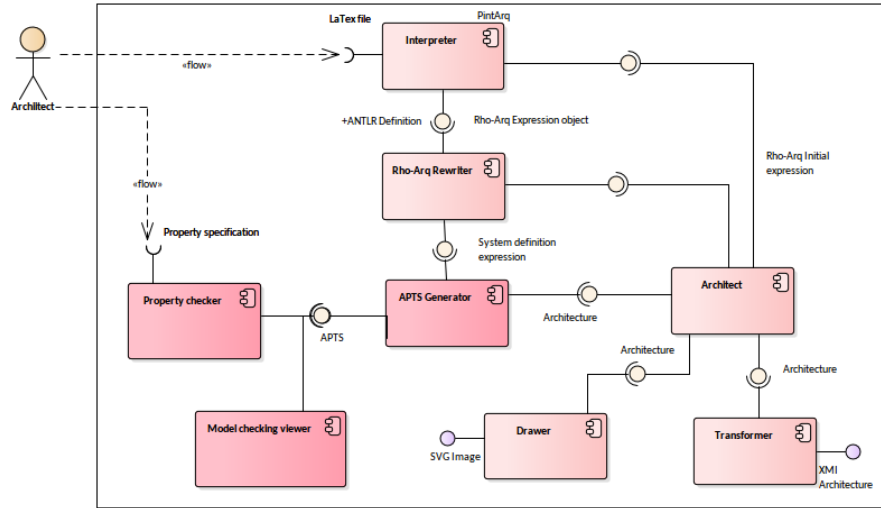 LaTex file
PintArq
Interpreter
«flow»
Architect
+ANTLR Definition
Rho-Arq Expression object
Rho-Arq Initial
expression
Rho-Arq Rewriter
«flow»
Property specification
System definition
expression
Property checker
APTS Generator
Architect
APTS
Architecture
Architecture
Architecture
Model checking viewer
Drawer
Transformer
SVG Image
XMI
Architecture